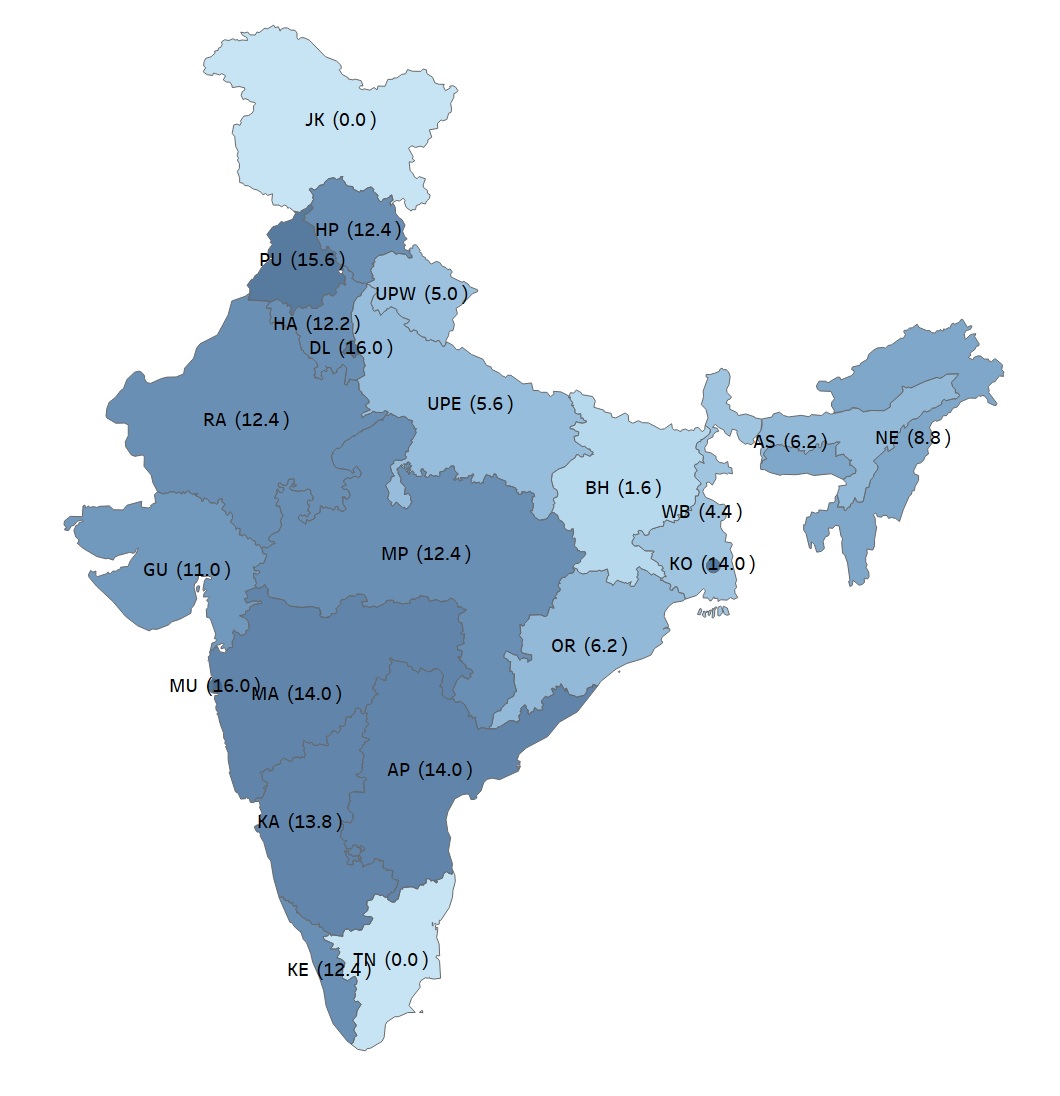 JK (0.0)
HP (12.4)
PU (15.6)
UPW (5.0)
HA (12.2)
DL (16.0)
UPE (5.6)
RA (12.4)
AS (6.2)
NE (8.8)
BH (1.6)
WB (4.4)
MP (12.4)
KO (14.0)
GU (11.0)
OR (6.2)
MU (16.0)
MA (14.0)
AP (14.0)
KA (13.8)
TN (0.0)
KE (12.4)